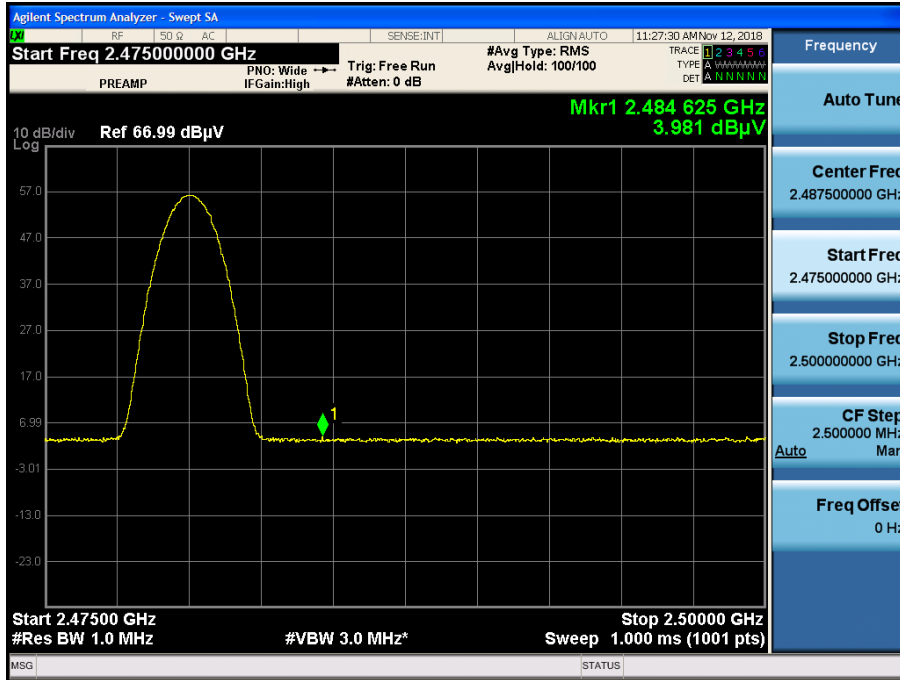 Agilent Spectrum Analyzer - Swept SA
LXI RF 50 Ω AC SENSE:INT ALIGN AUTO 11:27:30 AM Nov 12, 2018
Start Freq 2.475000000 GHz
PREAMP
PNO: Wide
IFGain:High
Trig: Free Run
#Atten: 0 dB
#Avg Type: RMS
Avg|Hold: 100/100
TRACE 1 2 3 4 5 6
TYPE A WWWWW
DET A N N N N N
Mkr1 2.484 625 GHz
3.981 dBµV
10 dB/div Ref 66.99 dBµV
Log
57.0
47.0
37.0
27.0
17.0
6.99
1
-3.01
-13.0
-23.0
Start 2.47500 GHz Stop 2.50000 GHz
#Res BW 1.0 MHz #VBW 3.0 MHz* Sweep 1.000 ms (1001 pts)
MSG STATUS
Frequency
Auto Tune
Center Freq
2.487500000 GHz
Start Freq
2.475000000 GHz
Stop Freq
2.500000000 GHz
CF Step
2.500000 MHz
Auto Man
Freq Offset
0 Hz